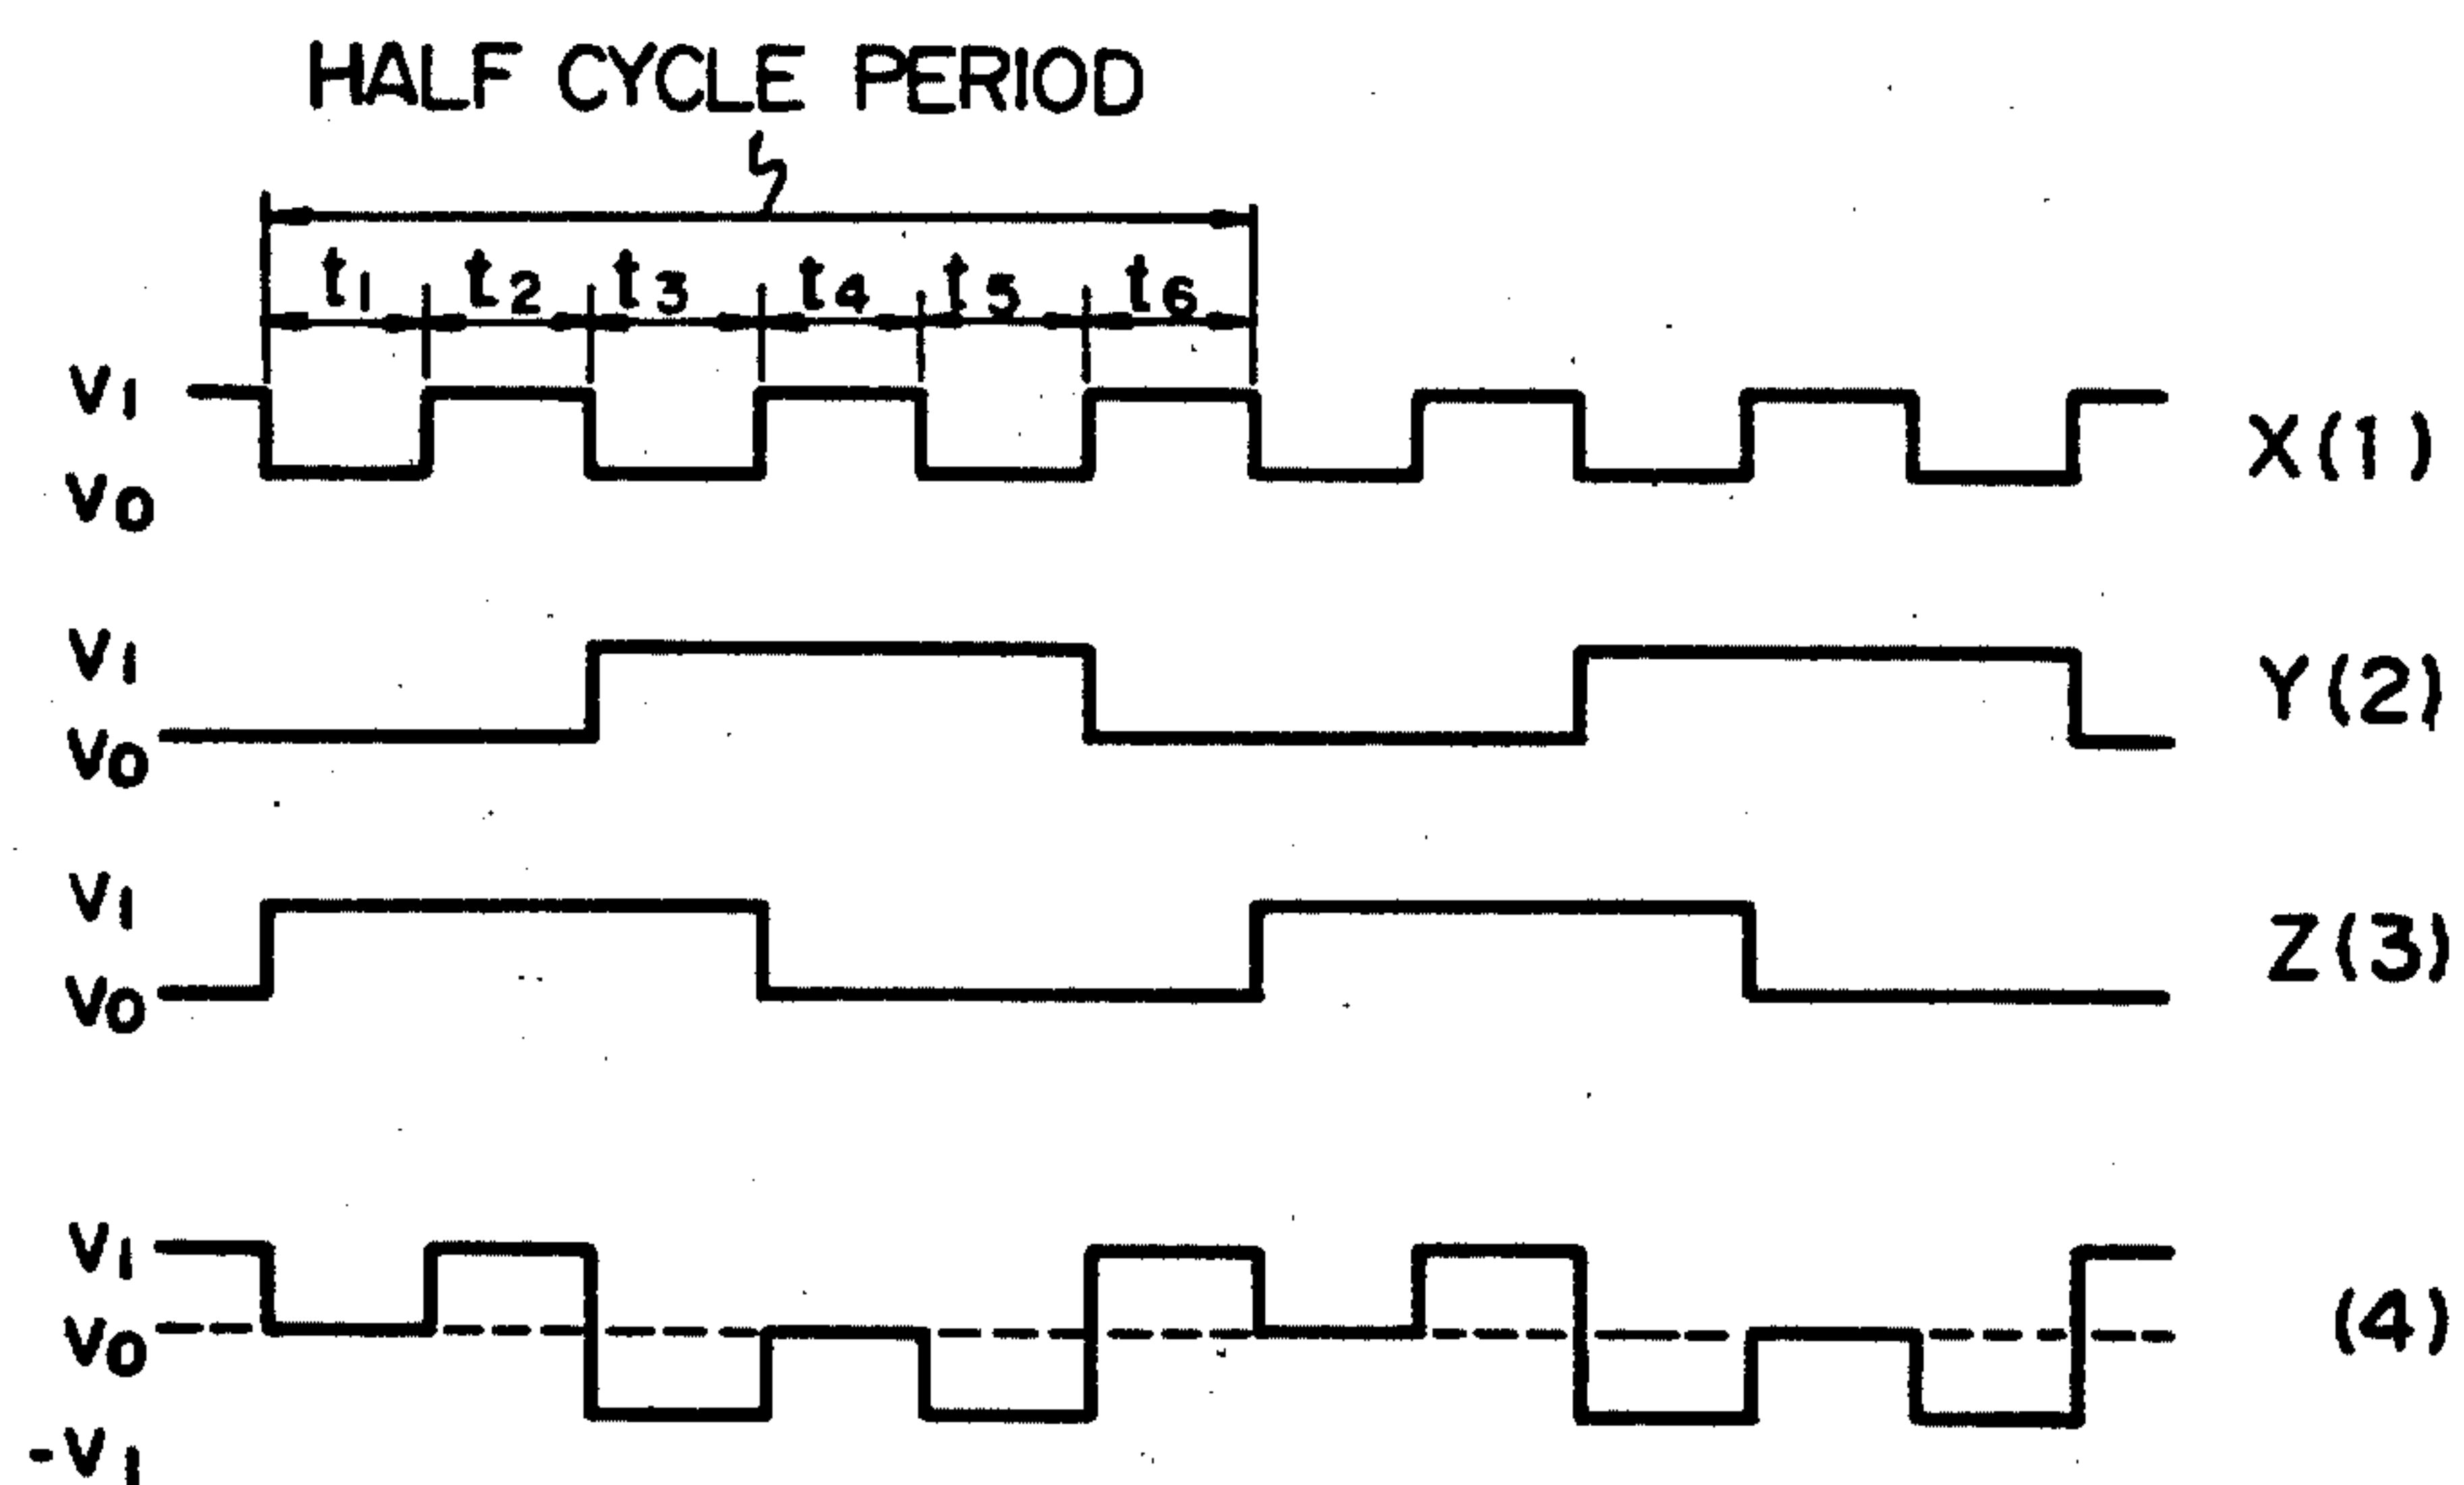 HALF CYCLE PERIOD
t1 t2 t3 t4 t5 t6
V1
V0
X(1)
V1
V0
Y(2)
V1
V0
Z(3)
V1
V0
-V1
(4)